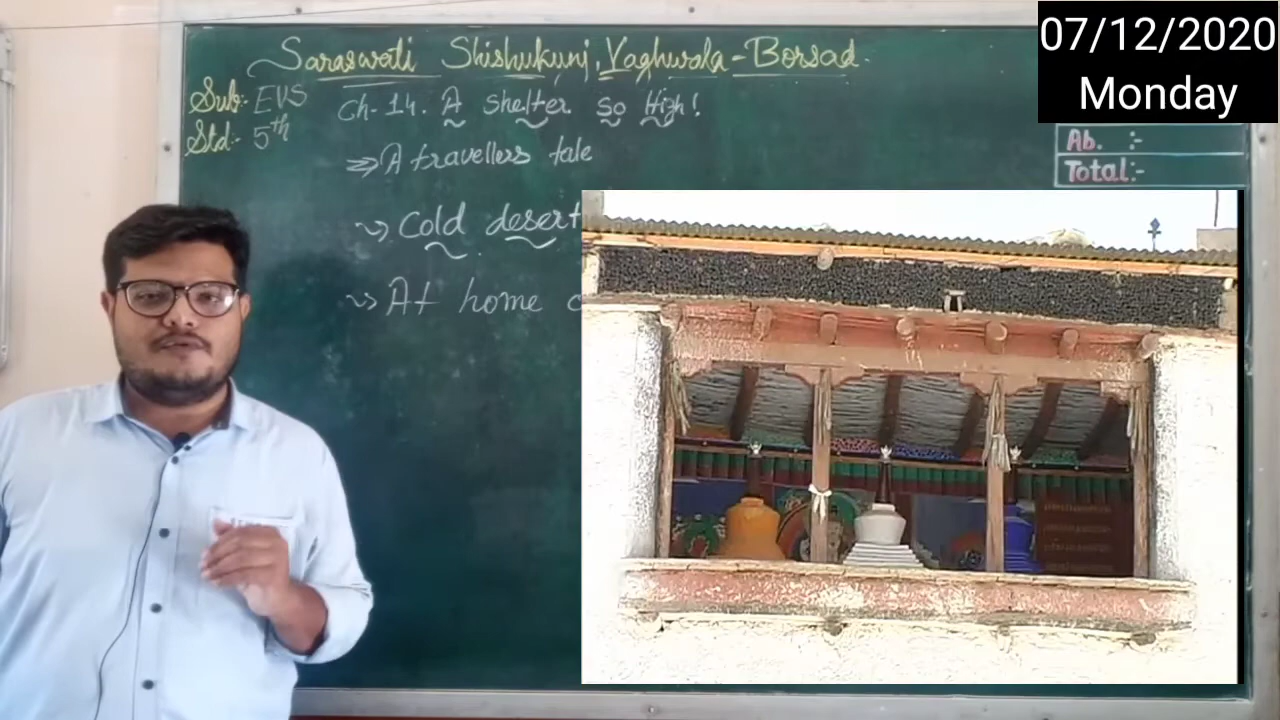 07/12/2020
Monday
Saraswati Shishukunj, Vaghwala - Borsad.
Sub:- EVS
Std:- 5th
Ch-14. A shelter so High!
⇒ A travellers tale
↝ Cold desert
↝ At home
Ab. :-
Total:-